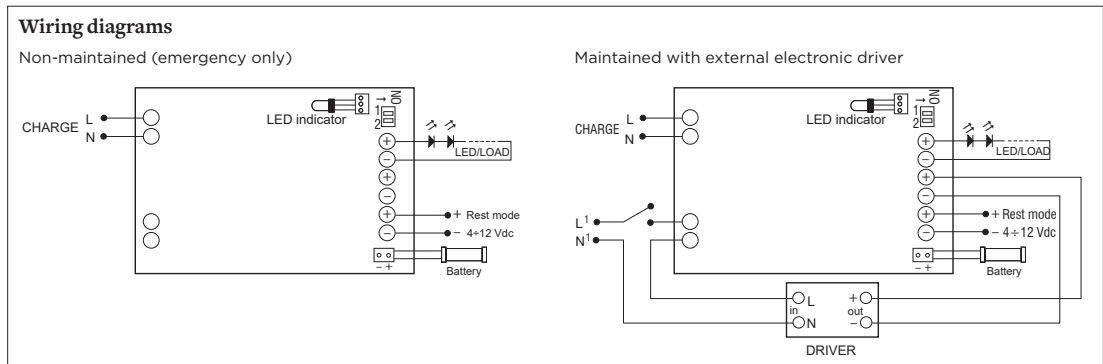 Wiring diagrams
Non-maintained (emergency only)
CHARGE
L
N
LED indicator
1
2
→
ON
+
−
+
−
+
−
LED/LOAD
+ Rest mode
− 4÷12 Vdc
− +
Battery
Maintained with external electronic driver
CHARGE
L
N
LED indicator
1
2
→
ON
+
−
+
−
+
−
LED/LOAD
L1
N1
+ Rest mode
− 4÷12 Vdc
− +
Battery
L
in
N
+
out
−
DRIVER